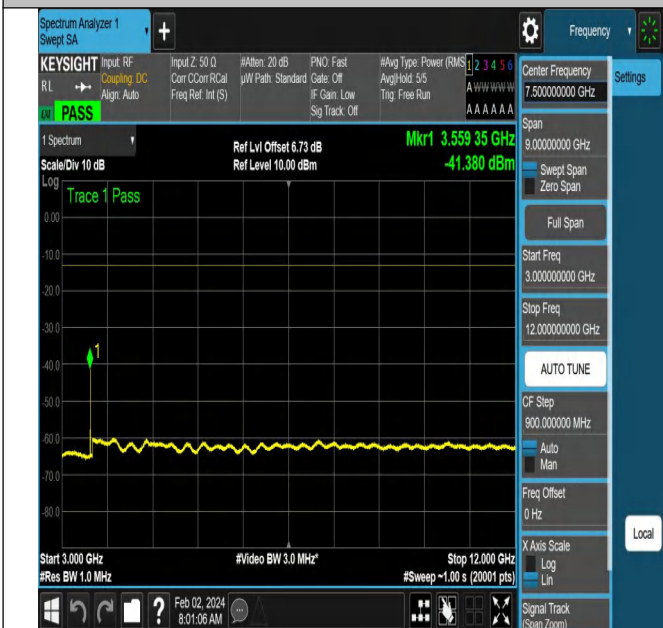 Spectrum Analyzer 1
Swept SA
+
Frequency
KEYSIGHT
Input: RF
Coupling: DC
Align: Auto
RL
LXI
PASS
Input Z: 50 Ω
Corr CCorr RCal
Freq Ref: Int (S)
#Atten: 20 dB
µW Path: Standard
PNO: Fast
Gate: Off
IF Gain: Low
Sig Track: Off
#Avg Type: Power (RMS)
Avg|Hold: 5/5
Trig: Free Run
1 2 3 4 5 6
A W W W W W
A A A A A A
1 Spectrum
Scale/Div 10 dB
Ref Lvl Offset 6.73 dB
Ref Level 10.00 dBm
Mkr1 3.559 35 GHz
-41.380 dBm
Log
Trace 1 Pass
0.00
-10.0
-20.0
-30.0
-40.0
-50.0
-60.0
-70.0
-80.0
1
Start 3.000 GHz
#Res BW 1.0 MHz
#Video BW 3.0 MHz*
Stop 12.000 GHz
#Sweep ~1.00 s (20001 pts)
Feb 02, 2024
8:01:06 AM
?
Center Frequency
7.500000000 GHz
Settings
Span
9.00000000 GHz
Swept Span
Zero Span
Full Span
Start Freq
3.000000000 GHz
Stop Freq
12.000000000 GHz
AUTO TUNE
CF Step
900.000000 MHz
Auto
Man
Freq Offset
0 Hz
X Axis Scale
Log
Lin
Local
Signal Track
(Span Zoom)